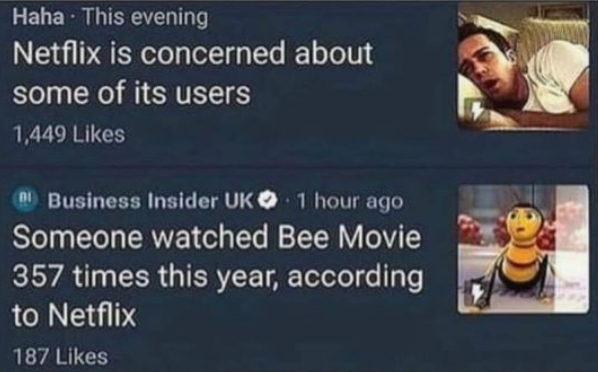 Haha · This evening
Netflix is concerned about
some of its users
1,449 Likes
BI Business Insider UK · 1 hour ago
Someone watched Bee Movie
357 times this year, according
to Netflix
187 Likes